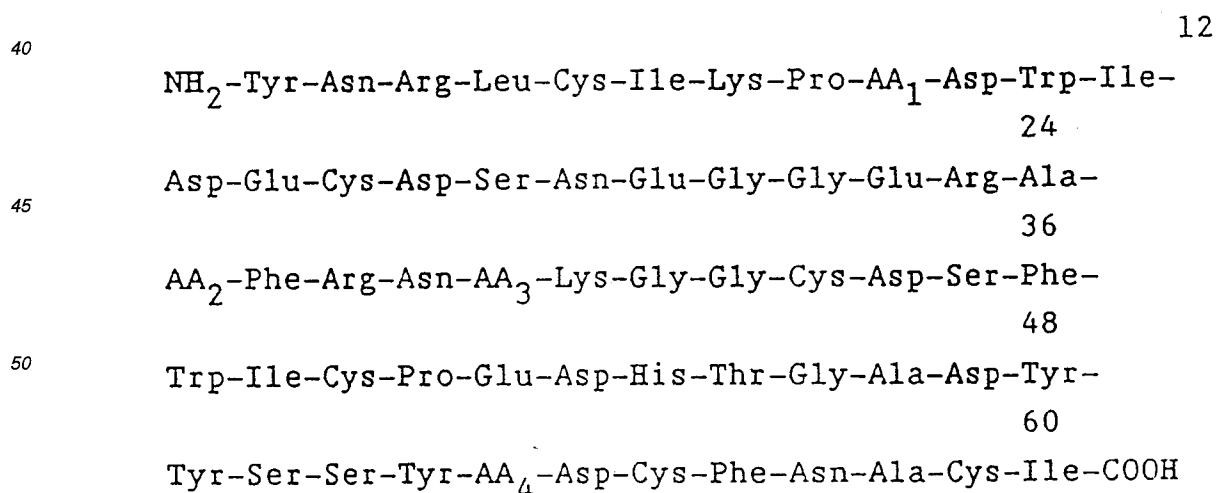 12
40
NH2-Tyr-Asn-Arg-Leu-Cys-Ile-Lys-Pro-AA1-Asp-Trp-Ile-
24
Asp-Glu-Cys-Asp-Ser-Asn-Glu-Gly-Gly-Glu-Arg-Ala-
45
36
AA2-Phe-Arg-Asn-AA3-Lys-Gly-Gly-Cys-Asp-Ser-Phe-
48
50
Trp-Ile-Cys-Pro-Glu-Asp-His-Thr-Gly-Ala-Asp-Tyr-
60
Tyr-Ser-Ser-Tyr-AA4-Asp-Cys-Phe-Asn-Ala-Cys-Ile-COOH